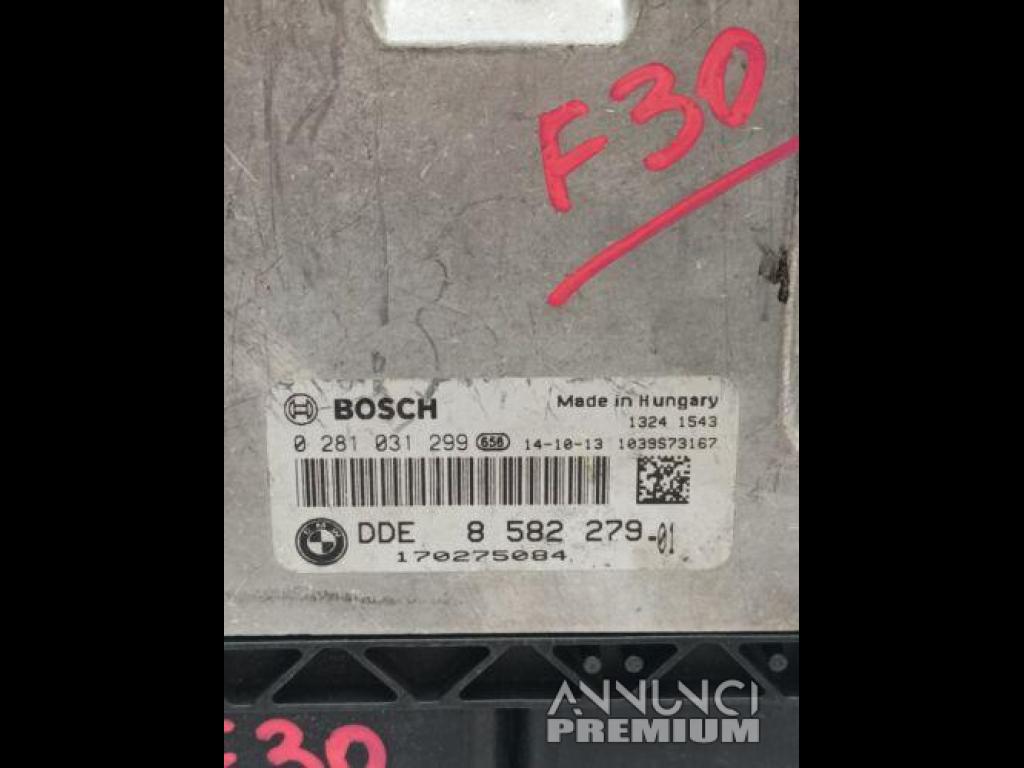 F30
BOSCH
Made in Hungary
1324 1543
0 281 031 299 656 14-10-13 1039S73167
DDE 8 582 279-01
170275084
F30
ANNUNCI
PREMIUM